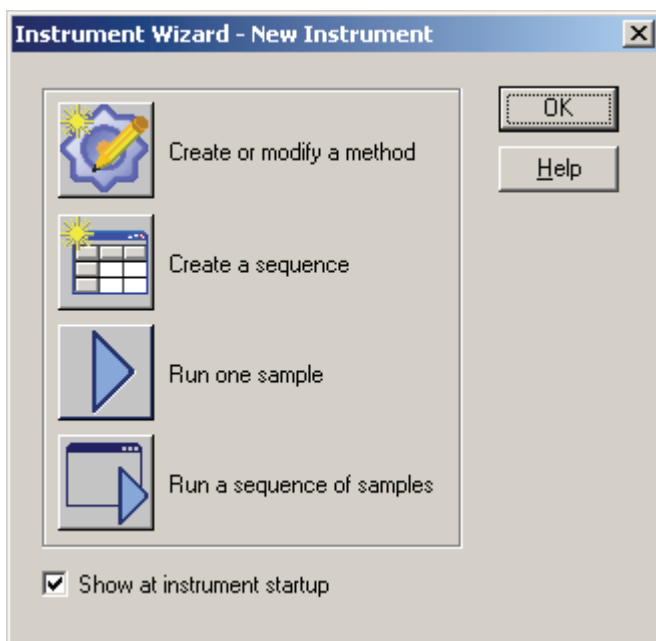 Instrument Wizard - New Instrument
Create or modify a method
OK
Help
Create a sequence
Run one sample
Run a sequence of samples
Show at instrument startup